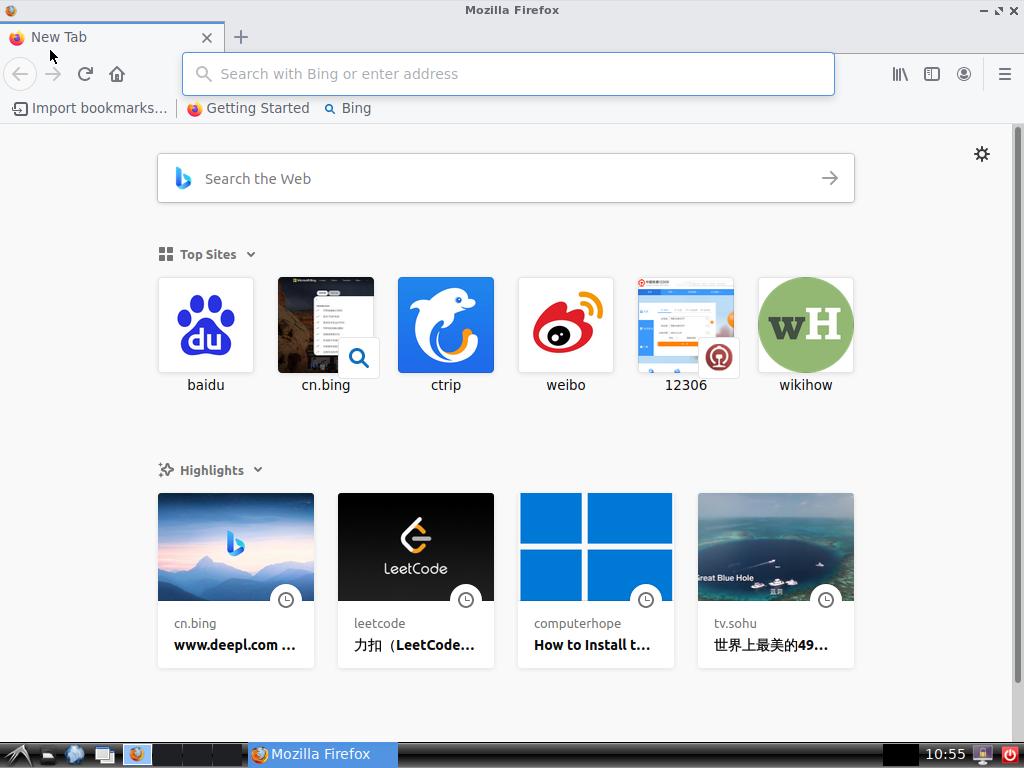 Mozilla Firefox
New Tab
Search with Bing or enter address
Import bookmarks...
Getting Started
Bing
Search the Web
Top Sites
du
wH
baidu
cn.bing
ctrip
weibo
12306
wikihow
Highlights
LeetCode
Great Blue Hole
蓝洞
cn.bing
leetcode
computerhope
tv.sohu
www.deepl.com ...
力扣（LeetCode...
How to Install t...
世界上最美的49...
Mozilla Firefox
10:55